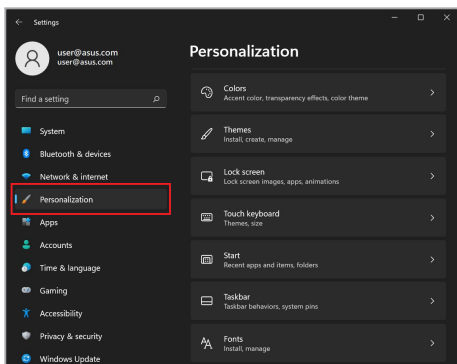 Settings
user@asus.com
user@asus.com
Find a setting
System
Bluetooth & devices
Network & internet
Personalization
Apps
Accounts
Time & language
Gaming
Accessibility
Privacy & security
Windows Update
Personalization
Colors
Accent color, transparency effects, color theme
Themes
Install, create, manage
Lock screen
Lock screen images, apps, animations
Touch keyboard
Themes, size
Start
Recent apps and items, folders
Taskbar
Taskbar behaviors, system pins
Fonts
Install, manage